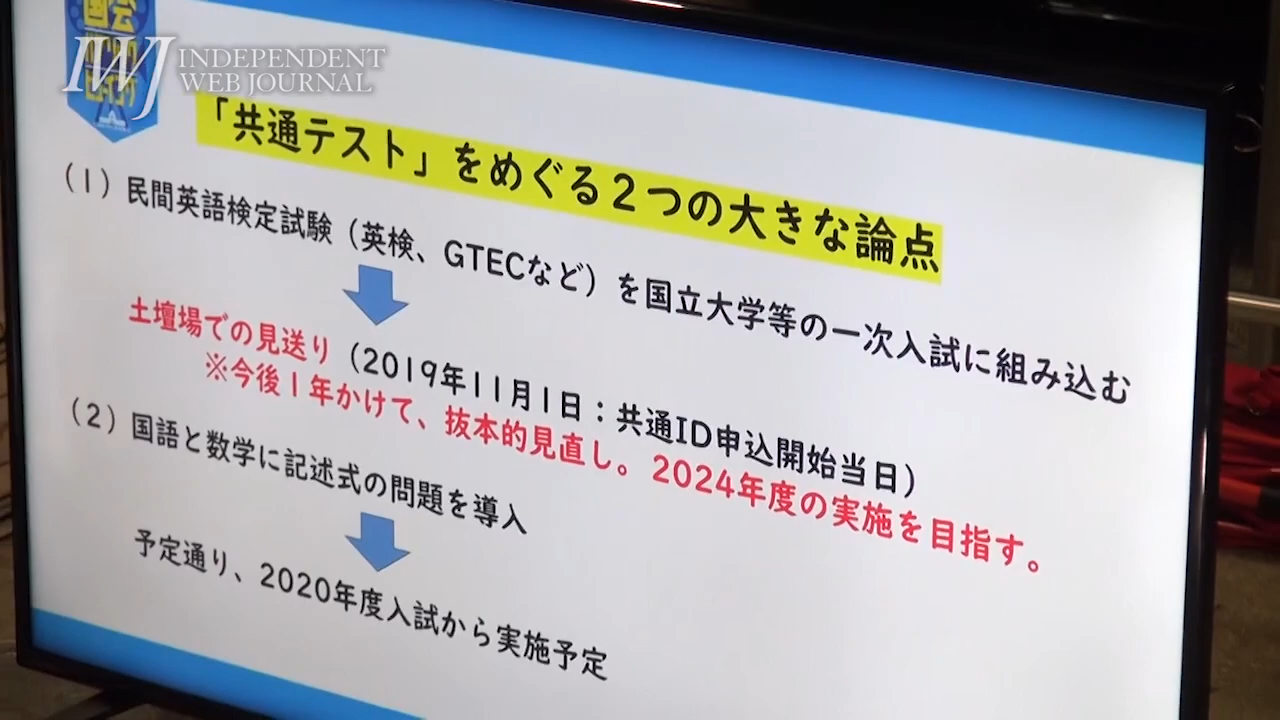 国会
IWJ INDEPENDENT
WEB JOURNAL
「共通テスト」をめぐる２つの大きな論点
（１）民間英語検定試験（英検、GTECなど）を国立大学等の一次入試に組み込む
土壇場での見送り（2019年11月1日：共通ID申込開始当日）
※今後１年かけて、抜本的見直し。2024年度の実施を目指す。
（２）国語と数学に記述式の問題を導入
予定通り、2020年度入試から実施予定